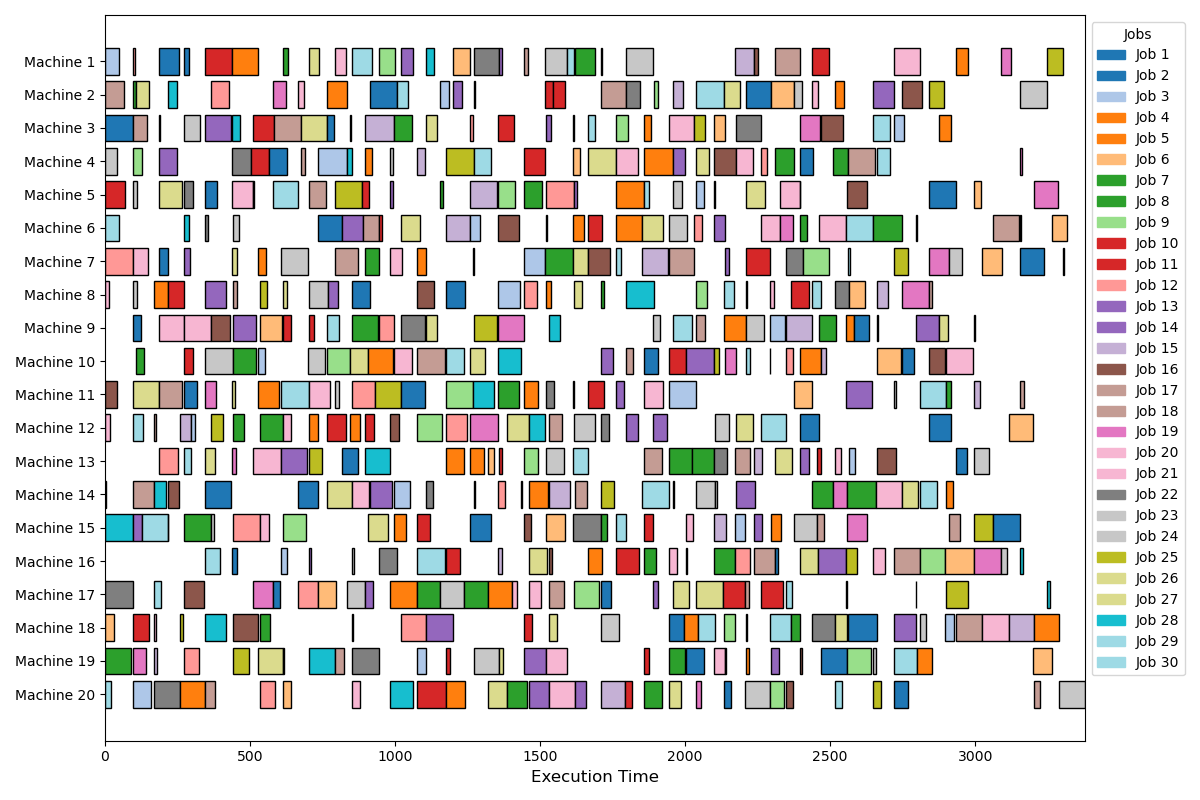 Machine 1
Machine 2
Machine 3
Machine 4
Machine 5
Machine 6
Machine 7
Machine 8
Machine 9
Machine 10
Machine 11
Machine 12
Machine 13
Machine 14
Machine 15
Machine 16
Machine 17
Machine 18
Machine 19
Machine 20
0 500 1000 1500 2000 2500 3000
Execution Time
Jobs
Job 1
Job 2
Job 3
Job 4
Job 5
Job 6
Job 7
Job 8
Job 9
Job 10
Job 11
Job 12
Job 13
Job 14
Job 15
Job 16
Job 17
Job 18
Job 19
Job 20
Job 21
Job 22
Job 23
Job 24
Job 25
Job 26
Job 27
Job 28
Job 29
Job 30